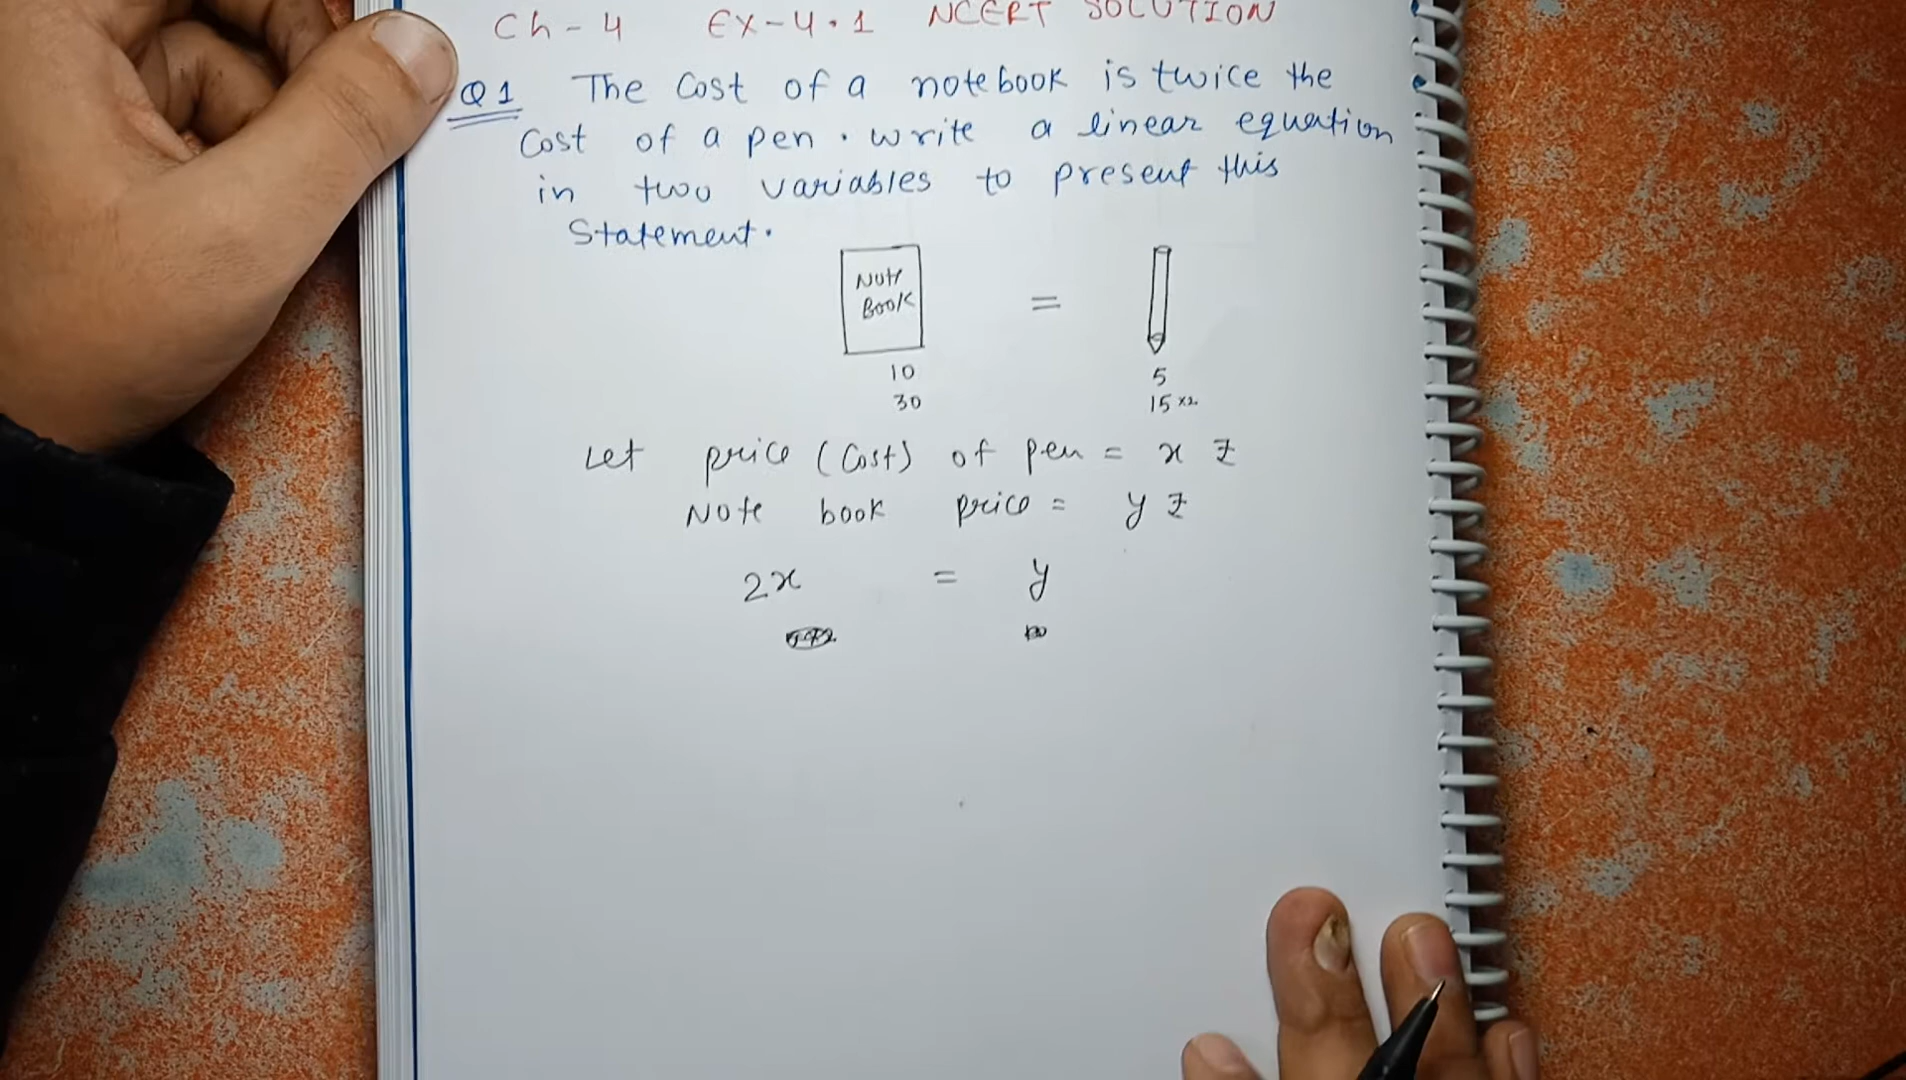 Ch - 4 Ex - 4.1 NCERT SOLUTION
Q1 The Cost of a notebook is twice the
Cost of a pen. write a linear equation
in two variables to present this
Statement.
Note
Book
=
10
5
30
15 x2
Let price (Cost) of pen = x ₹
Note book price = y ₹
2x = y